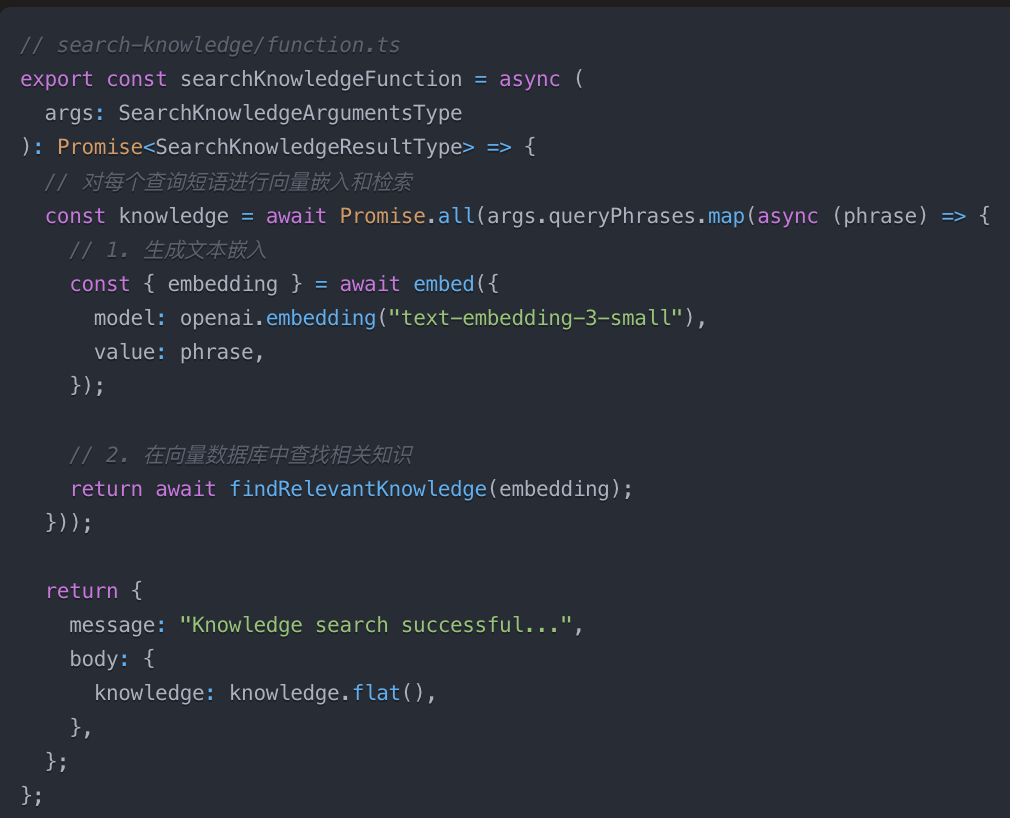 // search-knowledge/function.ts
export const searchKnowledgeFunction = async (
  args: SearchKnowledgeArgumentsType
): Promise<SearchKnowledgeResultType> => {
  // 对每个查询短语进行向量嵌入和检索
  const knowledge = await Promise.all(args.queryPhrases.map(async (phrase) => {
    // 1. 生成文本嵌入
    const { embedding } = await embed({
      model: openai.embedding("text-embedding-3-small"),
      value: phrase,
    });

    // 2. 在向量数据库中查找相关知识
    return await findRelevantKnowledge(embedding);
  }));

  return {
    message: "Knowledge search successful...",
    body: {
      knowledge: knowledge.flat(),
    },
  };
};